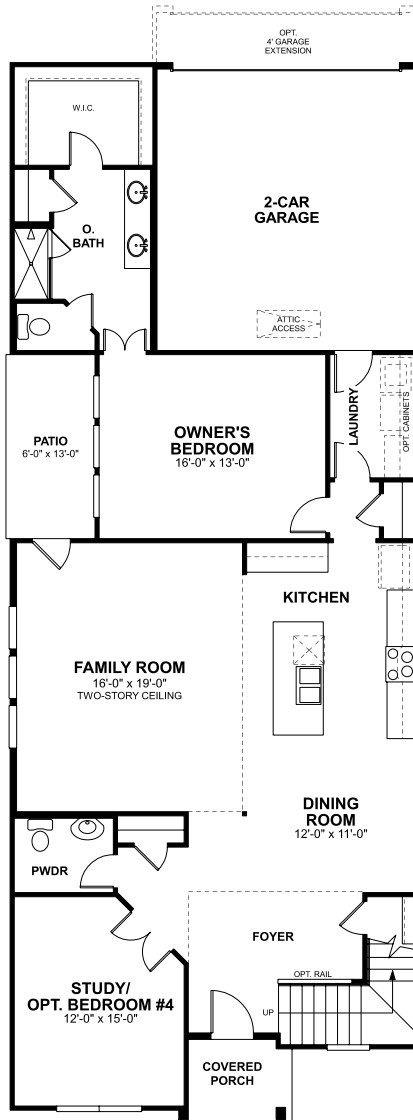 OPT.
4' GARAGE
EXTENSION
W.I.C.
2-CAR
GARAGE
O.
BATH
ATTIC
ACCESS
LAUNDRY
OPT. CABINETS
PATIO
6'-0" x 13'-0"
OWNER'S
BEDROOM
16'-0" x 13'-0"
KITCHEN
FAMILY ROOM
16'-0" x 19'-0"
TWO-STORY CEILING
DINING
ROOM
12'-0" x 11'-0"
PWDR
FOYER
OPT. RAIL
STUDY/
OPT. BEDROOM #4
12'-0" x 15'-0"
UP
COVERED
PORCH